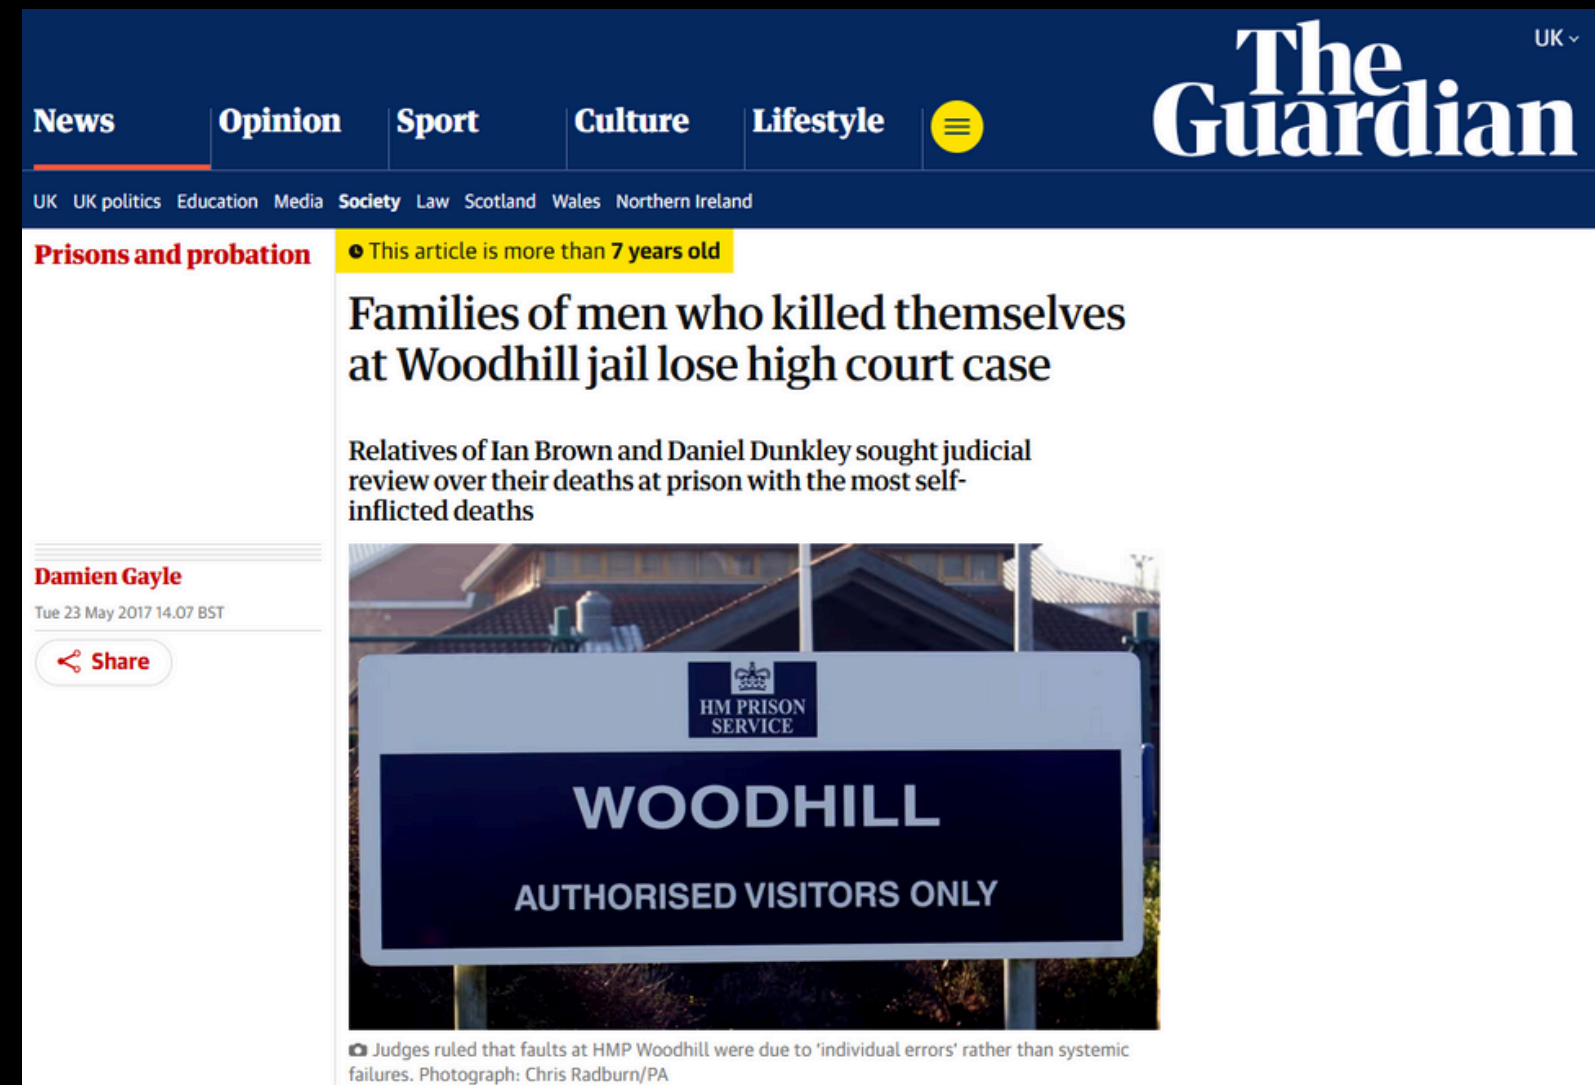 The
Guardian
UK
News
Opinion
Sport
Culture
Lifestyle
UK UK politics Education Media Society Law Scotland Wales Northern Ireland
Prisons and probation
This article is more than 7 years old
Families of men who killed themselves
at Woodhill jail lose high court case
Relatives of Ian Brown and Daniel Dunkley sought judicial
review over their deaths at prison with the most self-
inflicted deaths
Damien Gayle
Tue 23 May 2017 14.07 BST
Share
HM PRISON
SERVICE
WOODHILL
AUTHORISED VISITORS ONLY
Judges ruled that faults at HMP Woodhill were due to 'individual errors' rather than systemic
failures. Photograph: Chris Radburn/PA